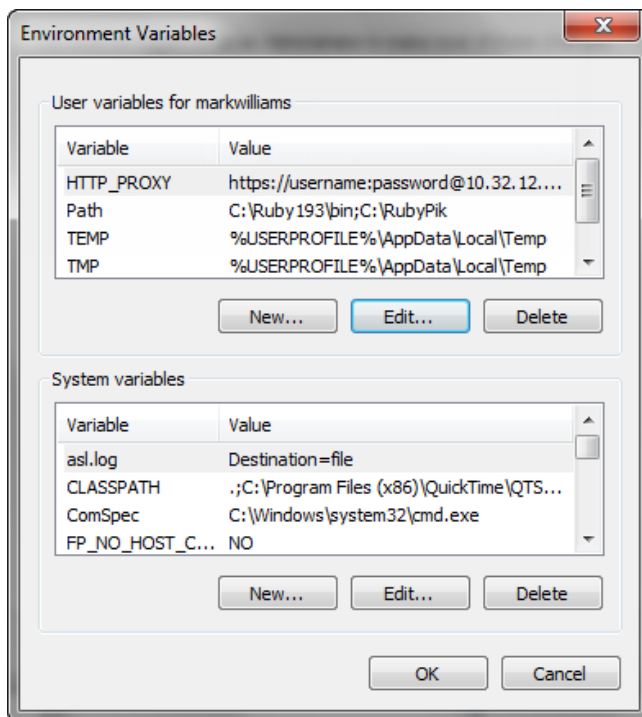 Environment Variables
User variables for markwilliams
Variable Value
HTTP_PROXY https://username:password@10.32.12....
Path C:\Ruby193\bin;C:\RubyPik
TEMP %USERPROFILE%\AppData\Local\Temp
TMP %USERPROFILE%\AppData\Local\Temp
New... Edit... Delete
System variables
Variable Value
asl.log Destination=file
CLASSPATH .;C:\Program Files (x86)\QuickTime\QTS...
ComSpec C:\Windows\system32\cmd.exe
FP_NO_HOST_C... NO
New... Edit... Delete
OK Cancel